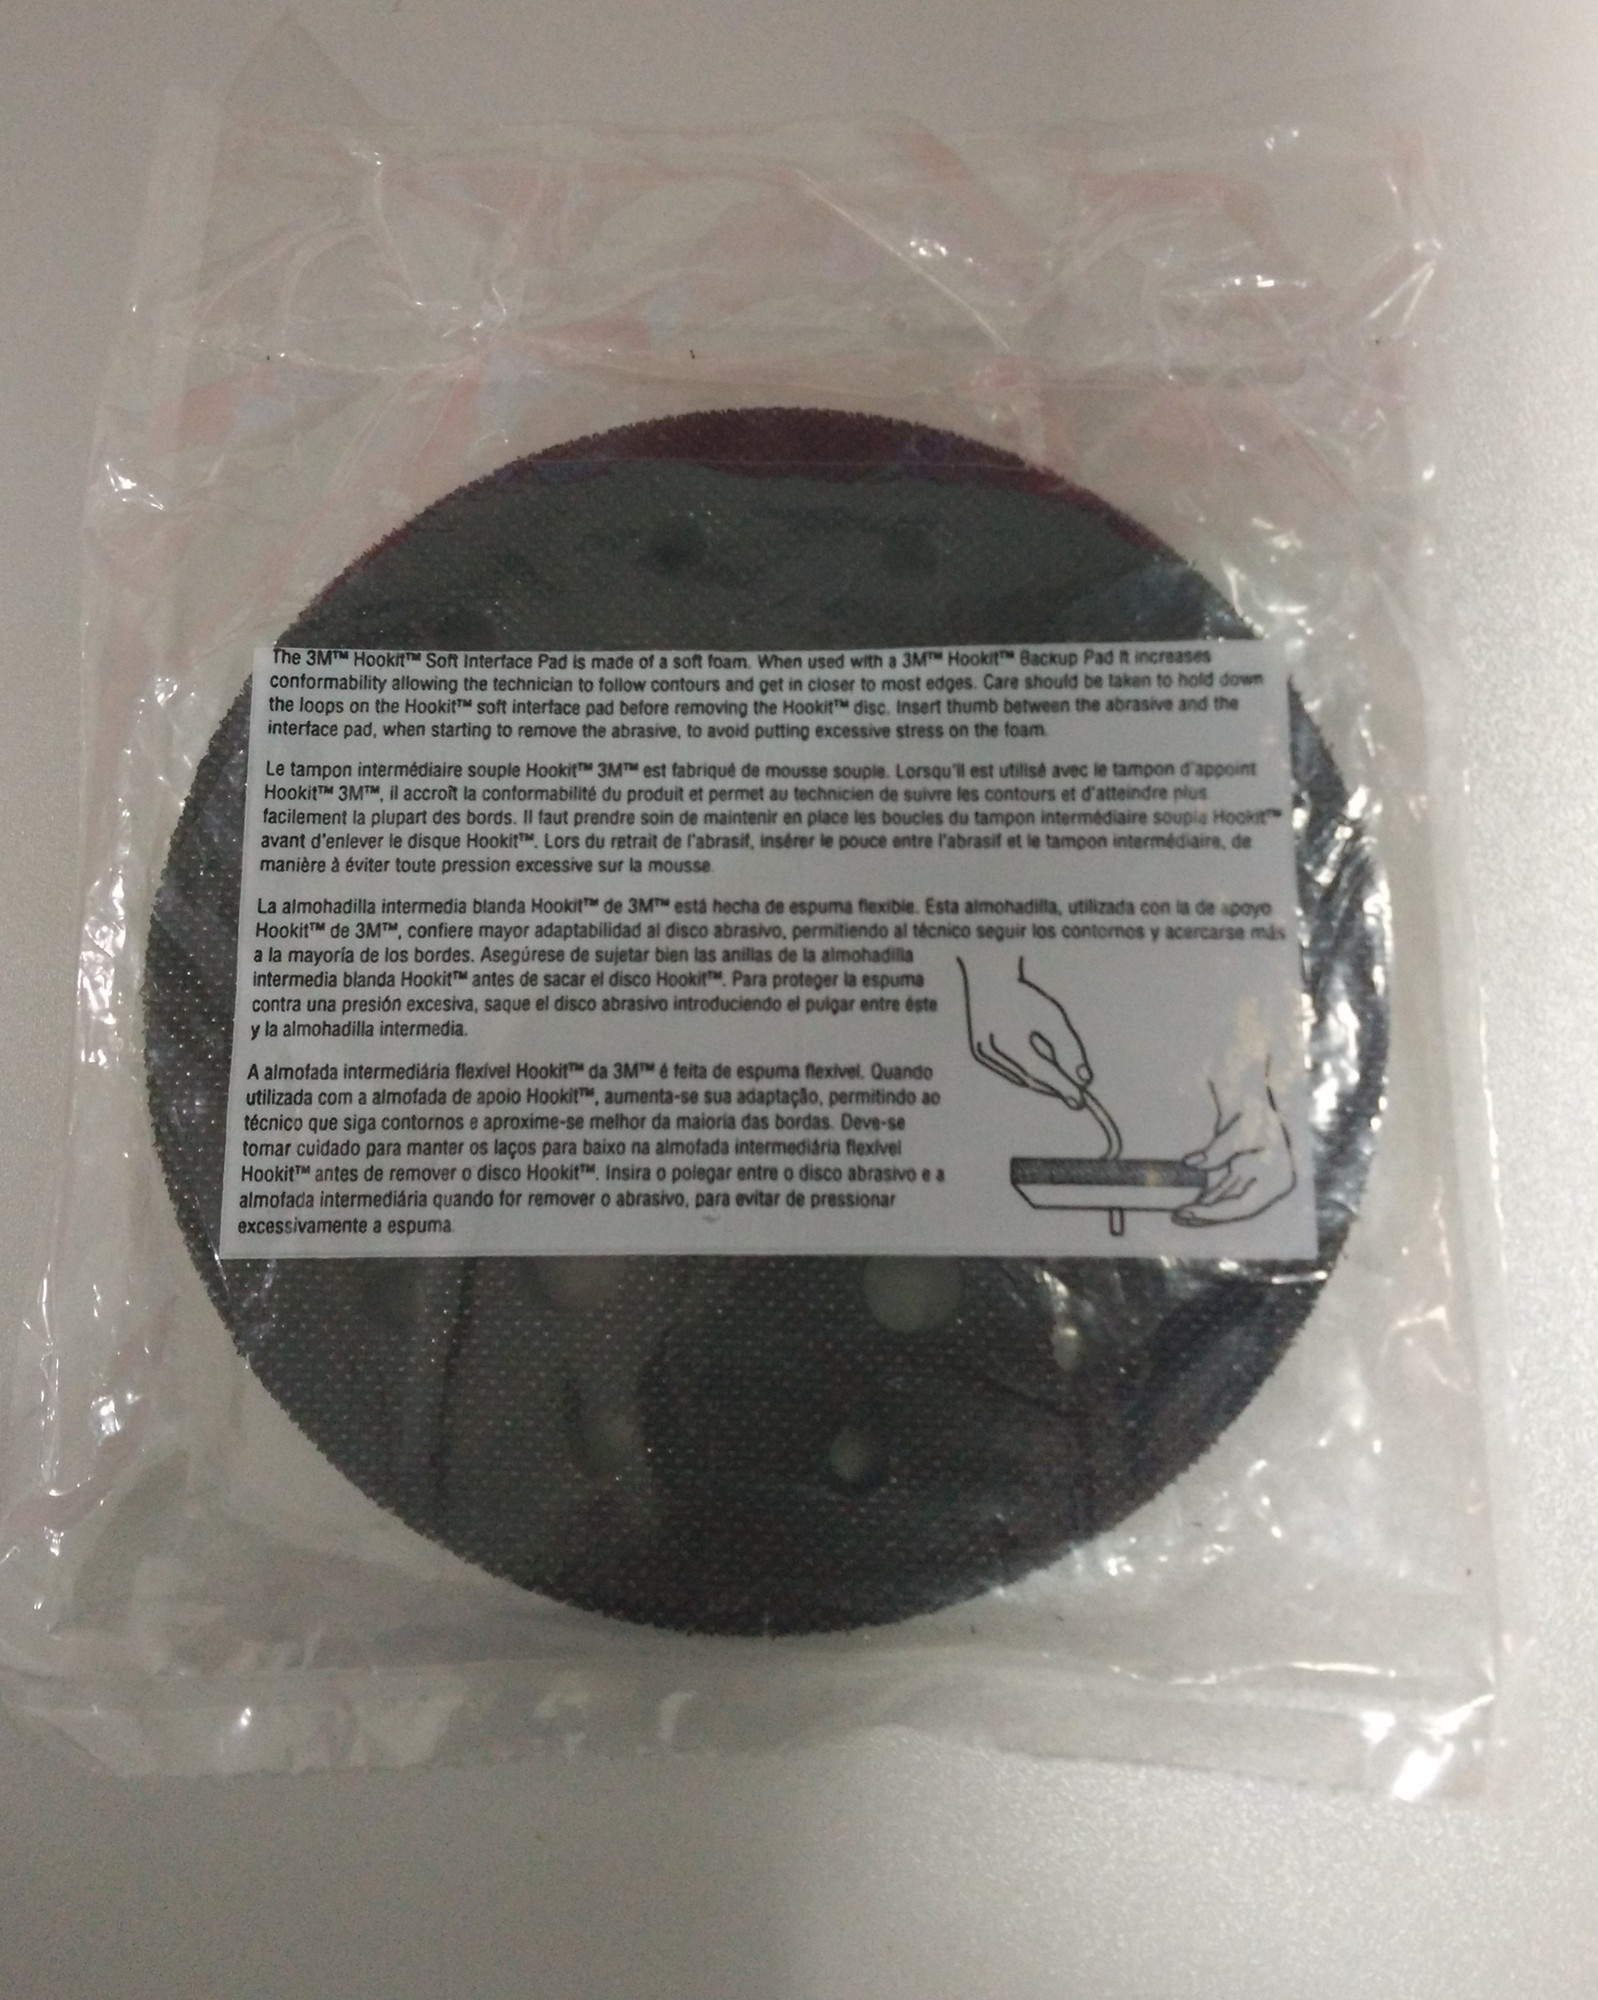 The 3M™ Hookit™ Soft Interface Pad is made of a soft foam. When used with a 3M™ Hookit™ Backup Pad it increases
conformability allowing the technician to follow contours and get in closer to most edges. Care should be taken to hold down
the loops on the Hookit™ soft interface pad before removing the Hookit™ disc. Insert thumb between the abrasive and the
interface pad, when starting to remove the abrasive, to avoid putting excessive stress on the foam.
Le tampon intermédiaire souple Hookit™ 3M™ est fabriqué de mousse souple. Lorsqu'il est utilisé avec le tampon d'appoint
Hookit™ 3M™, il accroît la conformabilité du produit et permet au technicien de suivre les contours et d'atteindre plus
facilement la plupart des bords. Il faut prendre soin de maintenir en place les boucles du tampon intermédiaire souple Hookit™
avant d'enlever le disque Hookit™. Lors du retrait de l'abrasif, insérer le pouce entre l'abrasif et le tampon intermédiaire, de
manière à éviter toute pression excessive sur la mousse.
La almohadilla intermedia blanda Hookit™ de 3M™ está hecha de espuma flexible. Esta almohadilla, utilizada con la de apoyo
Hookit™ de 3M™, confiere mayor adaptabilidad al disco abrasivo, permitiendo al técnico seguir los contornos y acercarse más
a la mayoría de los bordes. Asegúrese de sujetar bien las anillas de la almohadilla
intermedia blanda Hookit™ antes de sacar el disco Hookit™. Para proteger la espuma
contra una presión excesiva, saque el disco abrasivo introduciendo el pulgar entre éste
y la almohadilla intermedia.
A almofada intermediária flexível Hookit™ da 3M™ é feita de espuma flexível. Quando
utilizada com a almofada de apoio Hookit™, aumenta-se sua adaptação, permitindo ao
técnico que siga contornos e aproxime-se melhor da maioria das bordas. Deve-se
tomar cuidado para manter os laços para baixo na almofada intermediária flexível
Hookit™ antes de remover o disco Hookit™. Insira o polegar entre o disco abrasivo e a
almofada intermediária quando for remover o abrasivo, para evitar de pressionar
excessivamente a espuma.